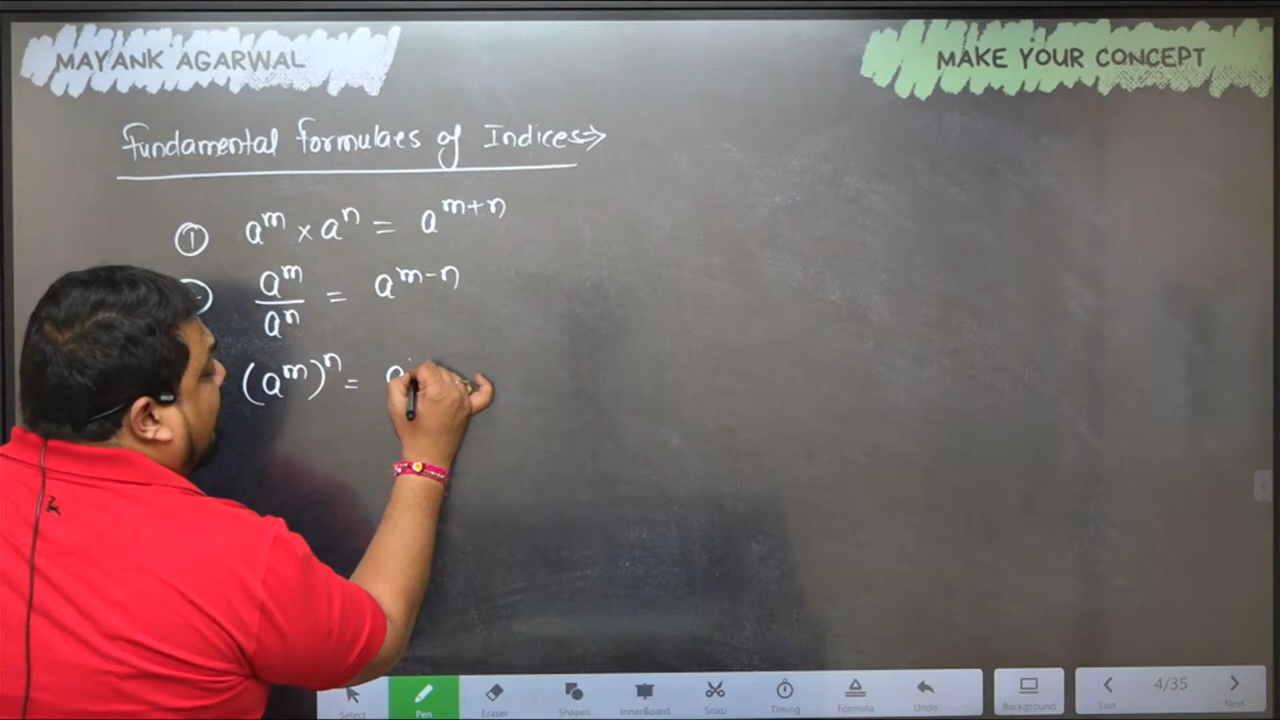 MAYANK AGARWAL
MAKE YOUR CONCEPT
Fundamental formulaes of Indices⇒
① a^m × a^n = a^(m+n)
a^m / a^n = a^(m-n)
(a^m)^n = a
Select
Pen
Eraser
Shapes
InnerBoard
Snap
Timing
Formula
Undo
Background
Last
4/35
Next